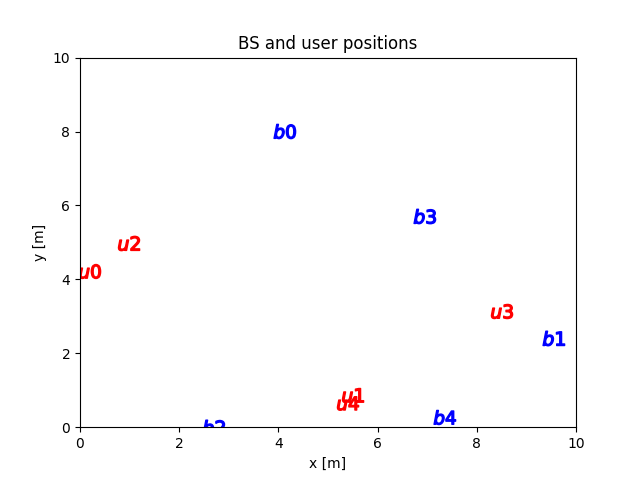 BS and user positions
10
b0
8
b3
6
u2
u0
4
u3
b1
2
u1
u4
b4
b2
0
0 2 4 6 8 10
x [m]
y [m]